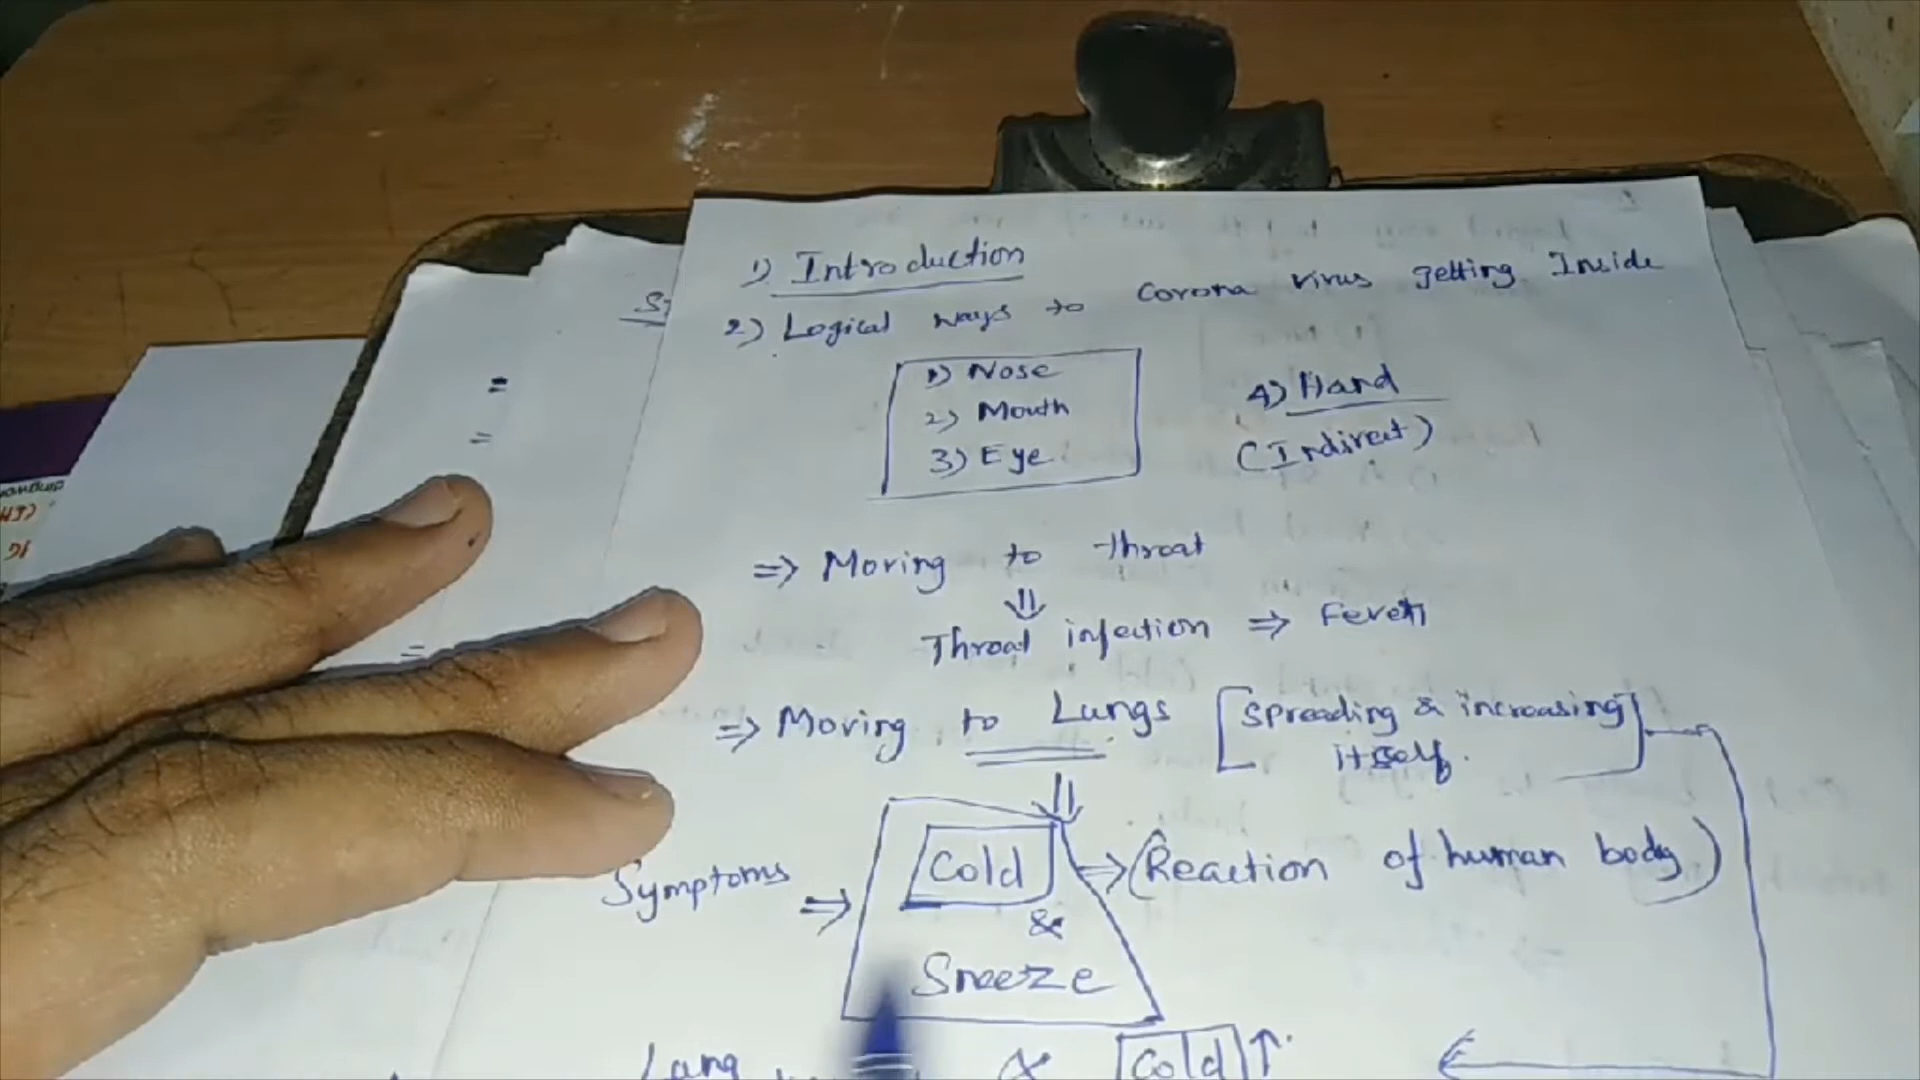 1) Introduction
2) Logical ways to Corona virus getting Inside
1) Nose
2) Mouth
3) Eye
4) Hand
(Indirect)
⇒ Moving to throat
⇓
Throat infection ⇒ Fever
⇒ Moving to Lungs [Spreading & increasing itself.]
⇓
Symptoms ⇒ Cold ⇒ (Reaction of human body)
&
Sneeze
Lung & Cold ↑